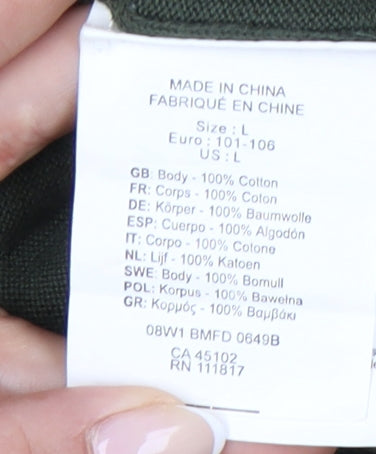 MADE IN CHINA
FABRIQUÉ EN CHINE
Size : L
Euro : 101-106
US : L
GB: Body - 100% Cotton
FR: Corps - 100% Coton
DE: Körper - 100% Baumwolle
ESP: Cuerpo - 100% Algodón
IT: Corpo - 100% Cotone
NL: Lijf - 100% Katoen
SWE: Body - 100% Bomull
POL: Korpus - 100% Bawełna
GR: Κορμός - 100% Βαμβάκι
08W1 BMFD 0649B
CA 45102
RN 111817